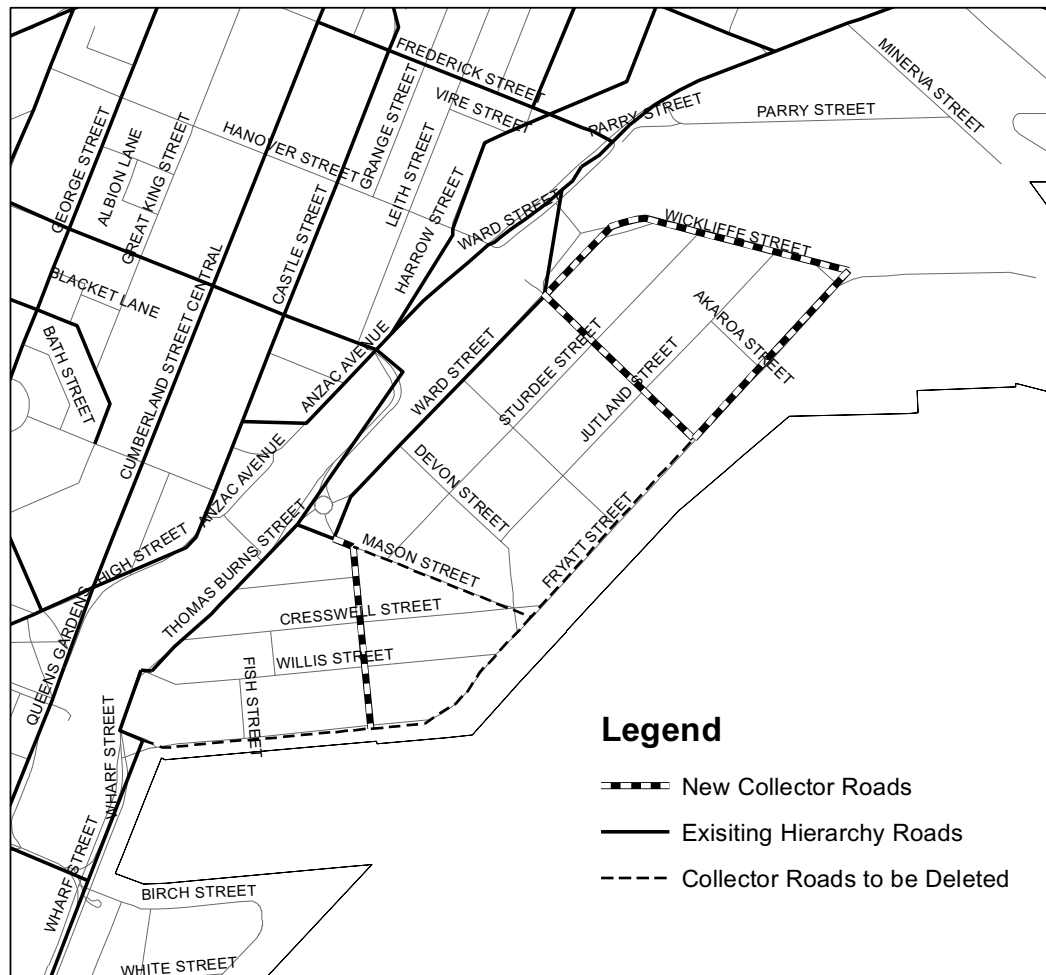 FREDERICK STREET
MINERVA STREET
GRANGE STREET
VIRE STREET
PARRY STREET
PARRY STREET
GEORGE STREET
ALBION LANE
GREAT KING STREET
HANOVER STREET
LEITH STREET
CASTLE STREET
HARROW STREET
WARD STREET
WICKLIFFE STREET
BLACKET LANE
BATH STREET
CUMBERLAND STREET CENTRAL
ANZAC AVENUE
WARD STREET
STURDEE STREET
JUTLAND STREET
AKAROA STREET
ANZAC AVENUE
DEVON STREET
HIGH STREET
THOMAS BURNS STREET
MASON STREET
FRYATT STREET
QUEENS GARDENS
CRESSWELL STREET
WILLIS STREET
FISH STREET
WHARF STREET
Legend
New Collector Roads
Exisiting Hierarchy Roads
Collector Roads to be Deleted
WHARF STREET
BIRCH STREET
WHITE STREET